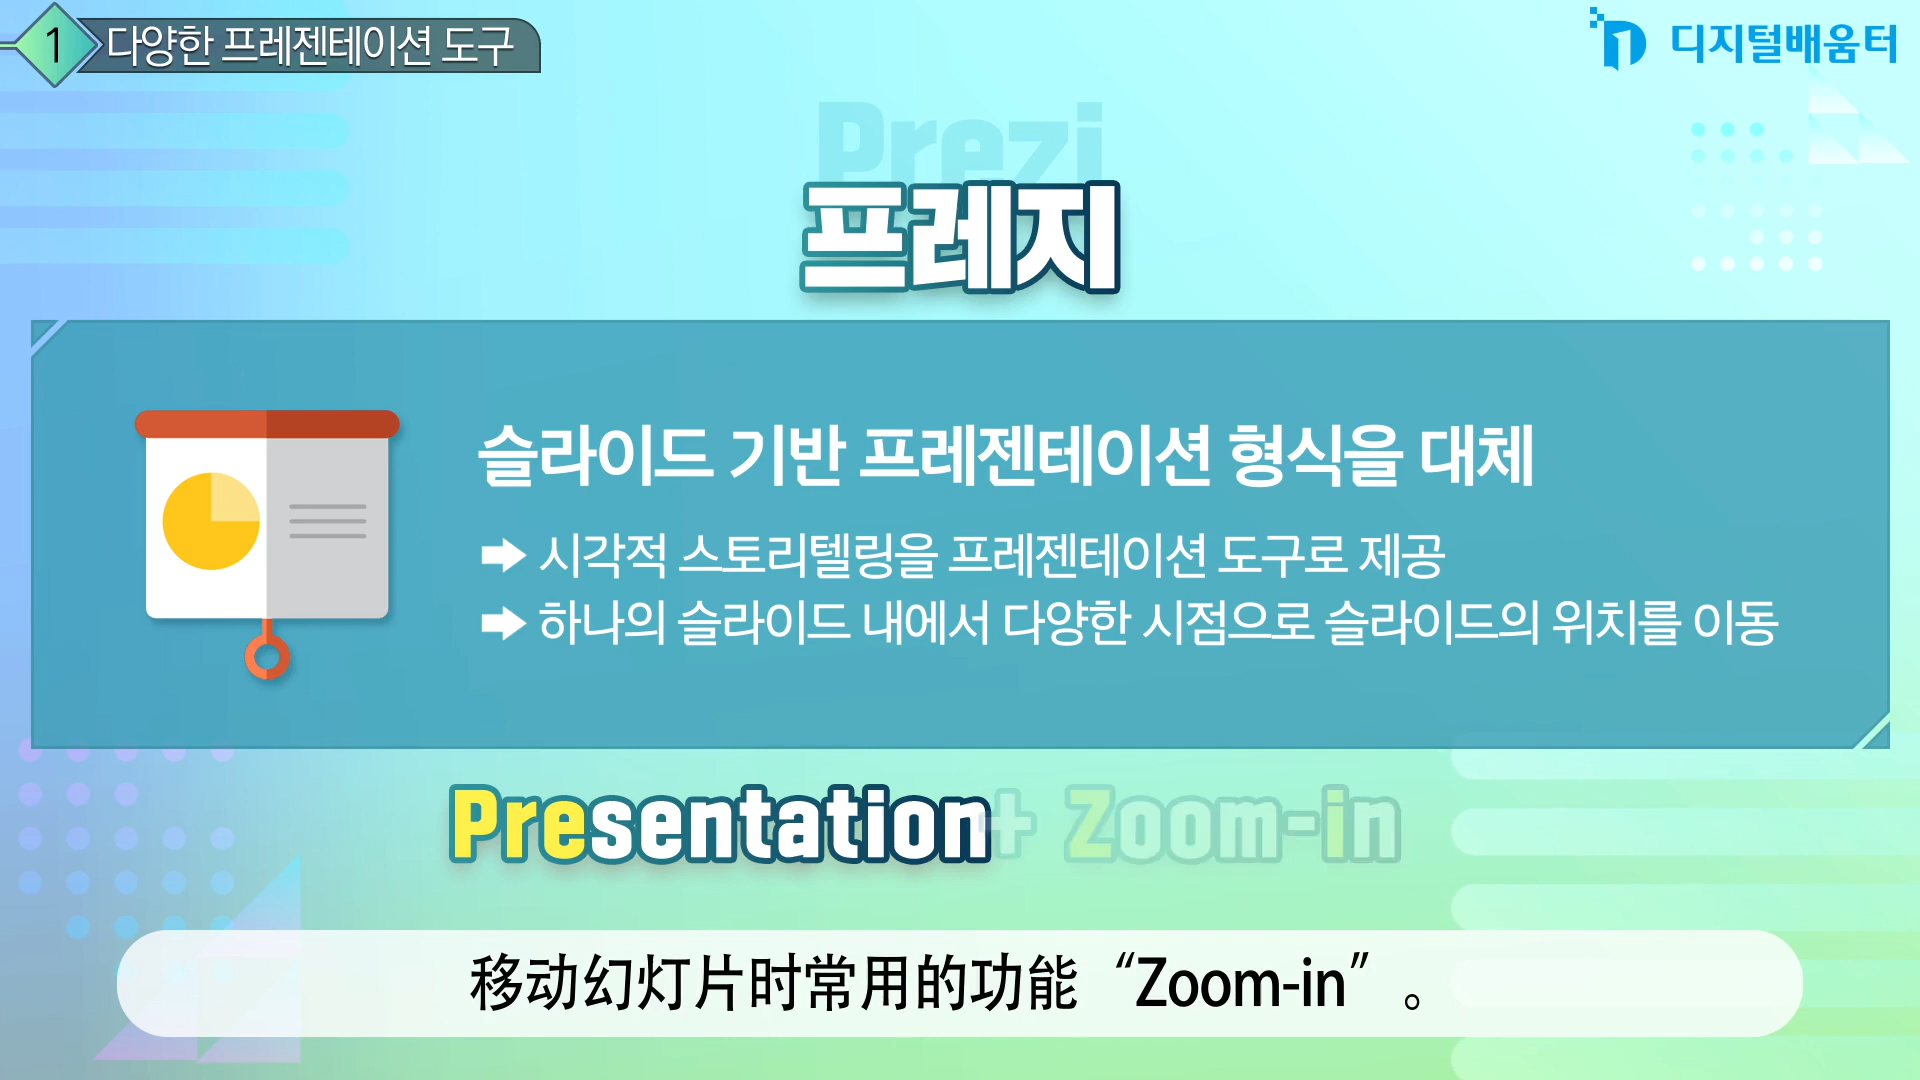 1 다양한 프레젠테이션 도구
디지털배움터
Prezi
프레지
슬라이드 기반 프레젠테이션 형식을 대체
시각적 스토리텔링을 프레젠테이션 도구로 제공
하나의 슬라이드 내에서 다양한 시점으로 슬라이드의 위치를 이동
Presentation + Zoom-in
移动幻灯片时常用的功能“Zoom-in”。